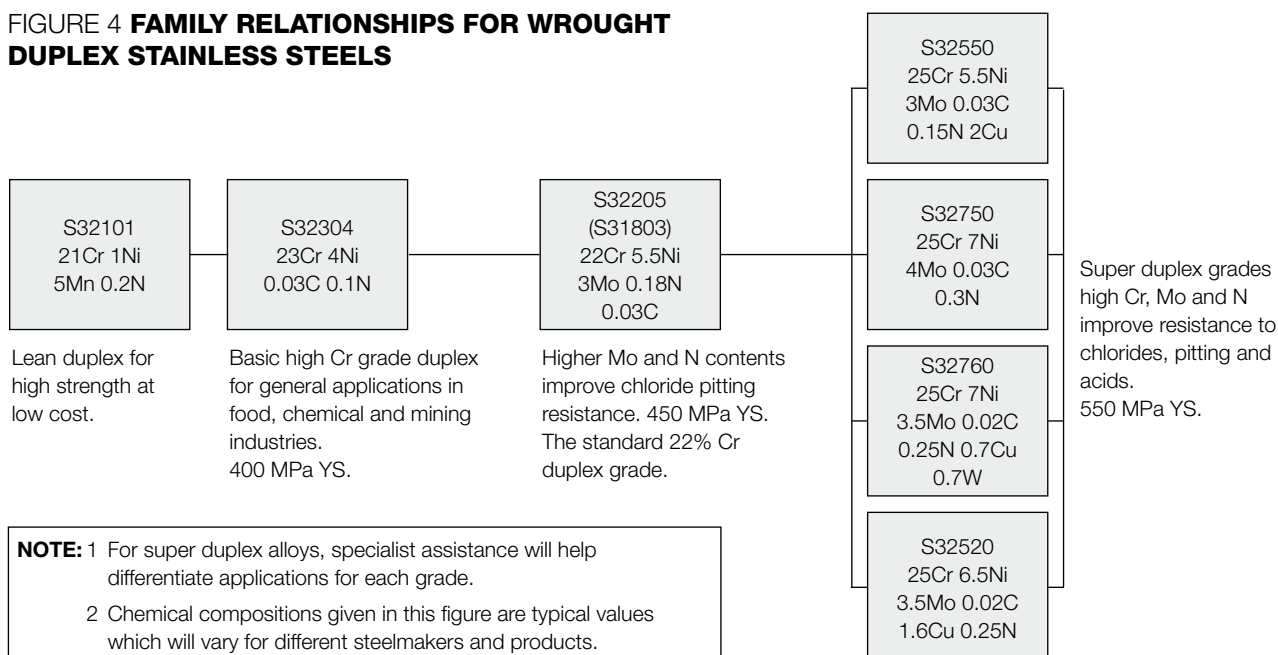 FIGURE 4 FAMILY RELATIONSHIPS FOR WROUGHT
DUPLEX STAINLESS STEELS
S32101
21Cr 1Ni
5Mn 0.2N
Lean duplex for
high strength at
low cost.
S32304
23Cr 4Ni
0.03C 0.1N
Basic high Cr grade duplex
for general applications in
food, chemical and mining
industries.
400 MPa YS.
S32205
(S31803)
22Cr 5.5Ni
3Mo 0.18N
0.03C
Higher Mo and N contents
improve chloride pitting
resistance. 450 MPa YS.
The standard 22% Cr
duplex grade.
S32550
25Cr 5.5Ni
3Mo 0.03C
0.15N 2Cu
S32750
25Cr 7Ni
4Mo 0.03C
0.3N
S32760
25Cr 7Ni
3.5Mo 0.02C
0.25N 0.7Cu
0.7W
S32520
25Cr 6.5Ni
3.5Mo 0.02C
1.6Cu 0.25N
Super duplex grades
high Cr, Mo and N
improve resistance to
chlorides, pitting and
acids.
550 MPa YS.
NOTE: 1 For super duplex alloys, specialist assistance will help
differentiate applications for each grade.
2 Chemical compositions given in this figure are typical values
which will vary for different steelmakers and products.